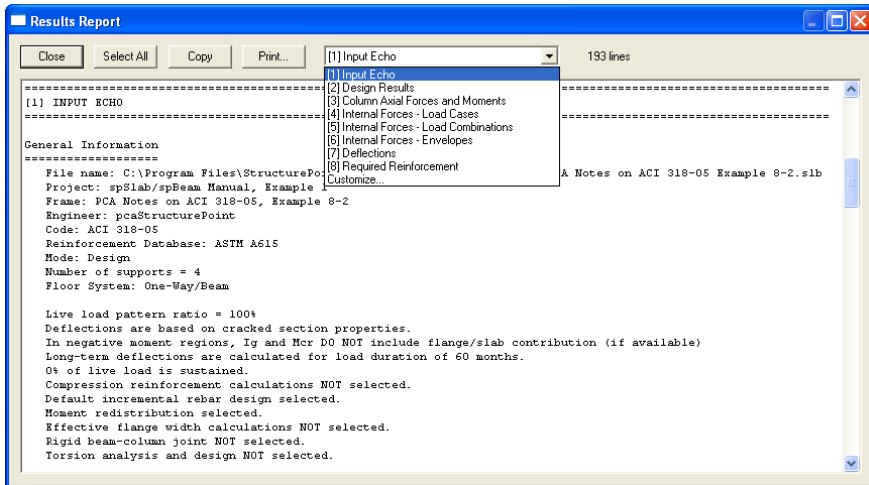 Results Report
Close Select All Copy Print... [1] Input Echo 193 lines
[1] Input Echo
[2] Design Results
[3] Column Axial Forces and Moments
[4] Internal Forces - Load Cases
[5] Internal Forces - Load Combinations
[6] Internal Forces - Envelopes
[7] Deflections
[8] Required Reinforcement
Customize...
[1] INPUT ECHO
General Information
File name: C:\Program Files\StructurePoi A Notes on ACI 318-05 Example 8-2.slb
Project: spSlab/spBeam Manual, Example 1
Frame: PCA Notes on ACI 318-05, Example 8-2
Engineer: pcaStructurePoint
Code: ACI 318-05
Reinforcement Database: ASTM A615
Mode: Design
Number of supports = 4
Floor System: One-Way/Beam
Live load pattern ratio = 100%
Deflections are based on cracked section properties.
In negative moment regions, Ig and Mcr DO NOT include flange/slab contribution (if available)
Long-term deflections are calculated for load duration of 60 months.
0% of live load is sustained.
Compression reinforcement calculations NOT selected.
Default incremental rebar design selected.
Moment redistribution selected.
Effective flange width calculations NOT selected.
Rigid beam-column joint NOT selected.
Torsion analysis and design NOT selected.